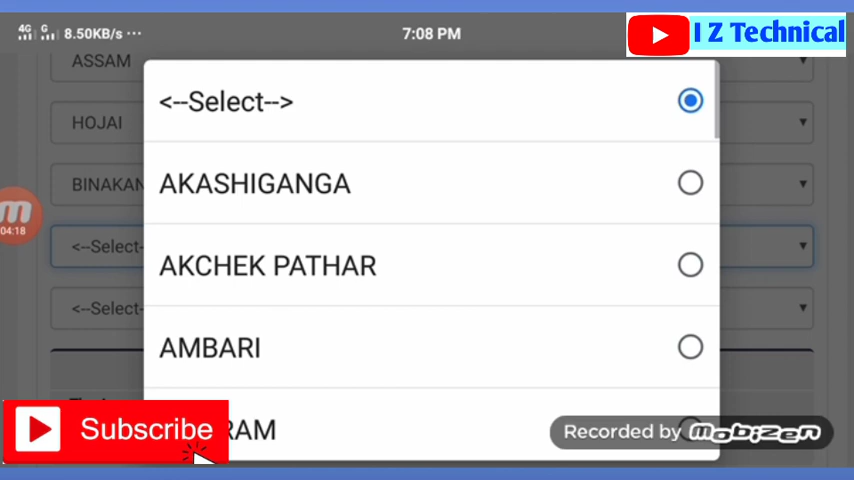 4G G 8.50KB/s ...
7:08 PM
I Z Technical
ASSAM
<--Select-->
HOJAI
AKASHIGANGA
BINAKAN
04:18
<--Select-
AKCHEK PATHAR
<--Select-
AMBARI
Subscribe
RAM
Recorded by mobizen